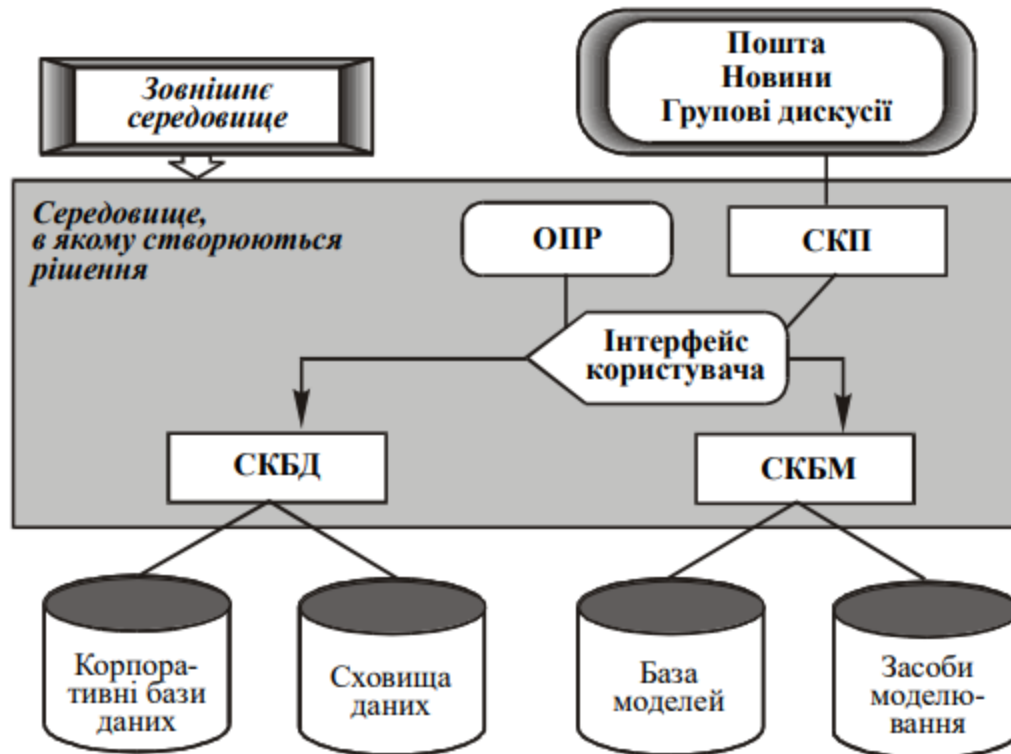 Зовнішнє
середовище
Пошта
Новини
Групові дискусії
Середовище,
в якому створюються
рішення
ОПР
СКП
Інтерфейс
користувача
СКБД
СКБМ
Корпора-
тивні бази
даних
Сховища
даних
База
моделей
Засоби
моделю-
вання